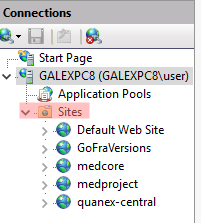 Connections
Start Page
GALEXPC8 (GALEXPC8\user)
Application Pools
Sites
Default Web Site
GoFraVersions
medcore
medproject
quanex-central